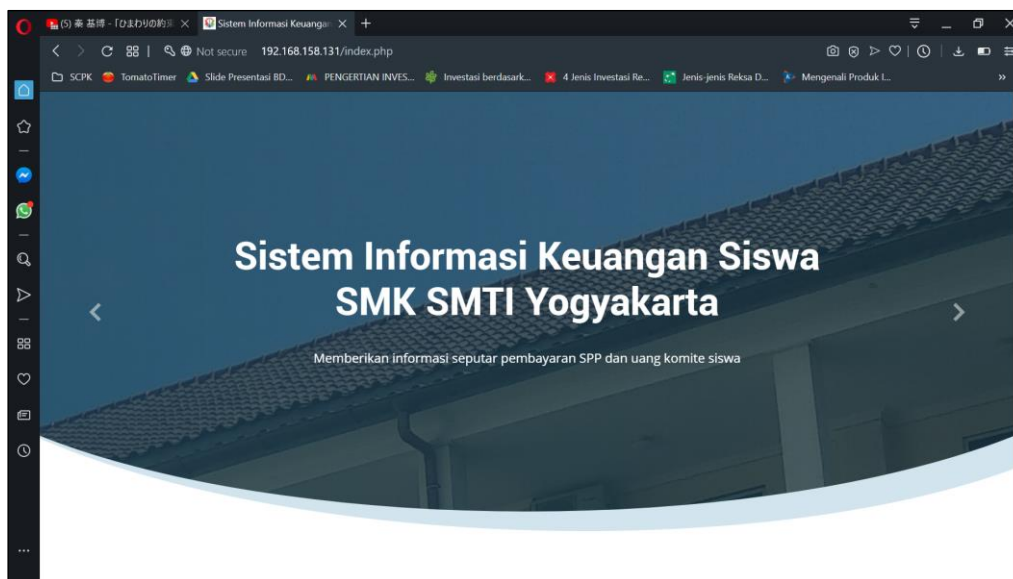 (5) 秦 基博 - 「ひまわりの約束
Sistem Informasi Keuangan
Not secure 192.168.158.131/index.php
SCPK TomatoTimer Slide Presentasi BD... PENGERTIAN INVES... Investasi berdasark... 4 Jenis Investasi Re... Jenis-jenis Reksa D... Mengenali Produk I...
Sistem Informasi Keuangan Siswa
SMK SMTI Yogyakarta
Memberikan informasi seputar pembayaran SPP dan uang komite siswa